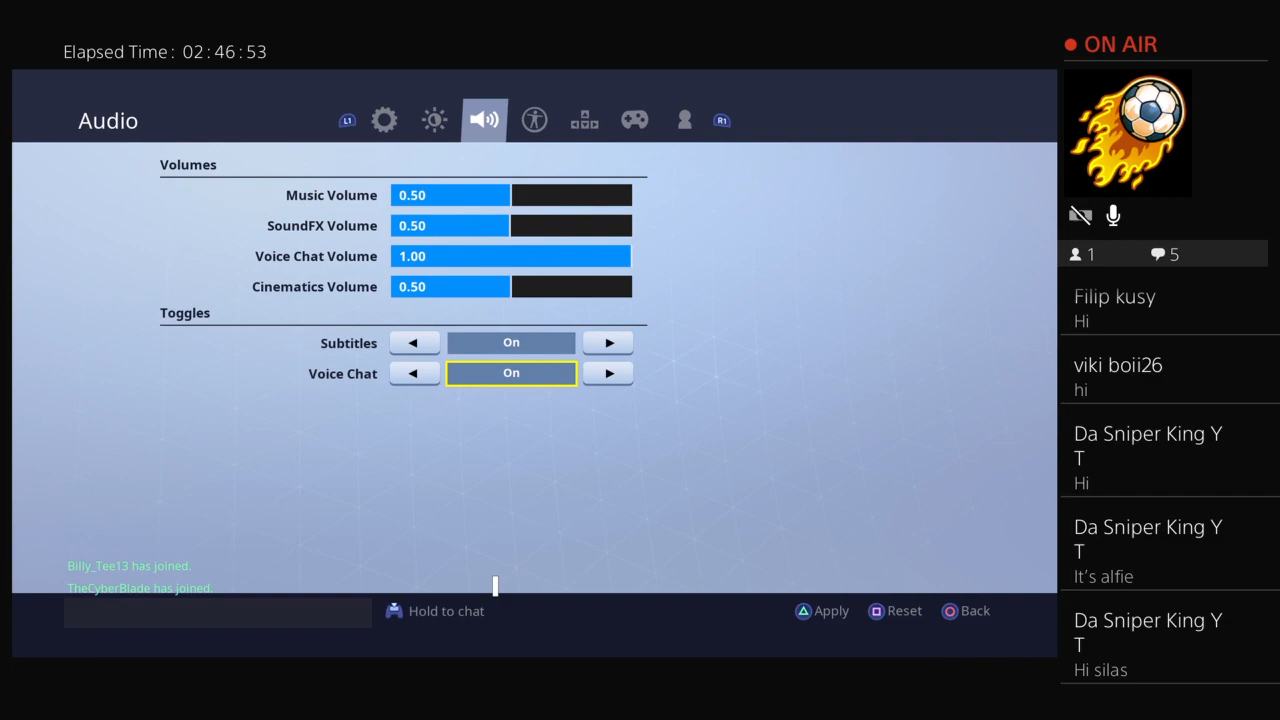 Elapsed Time: 02:46:53
ON AIR
Audio
L1
R1
Volumes
Music Volume 0.50
SoundFX Volume 0.50
Voice Chat Volume 1.00
Cinematics Volume 0.50
Toggles
Subtitles On
Voice Chat On
Billy_Tee13 has joined.
TheCyberBlade has joined.
Hold to chat
Apply Reset Back
1 5
Filip kusy
Hi
viki boii26
hi
Da Sniper King Y
T
Hi
Da Sniper King Y
T
It's alfie
Da Sniper King Y
T
Hi silas